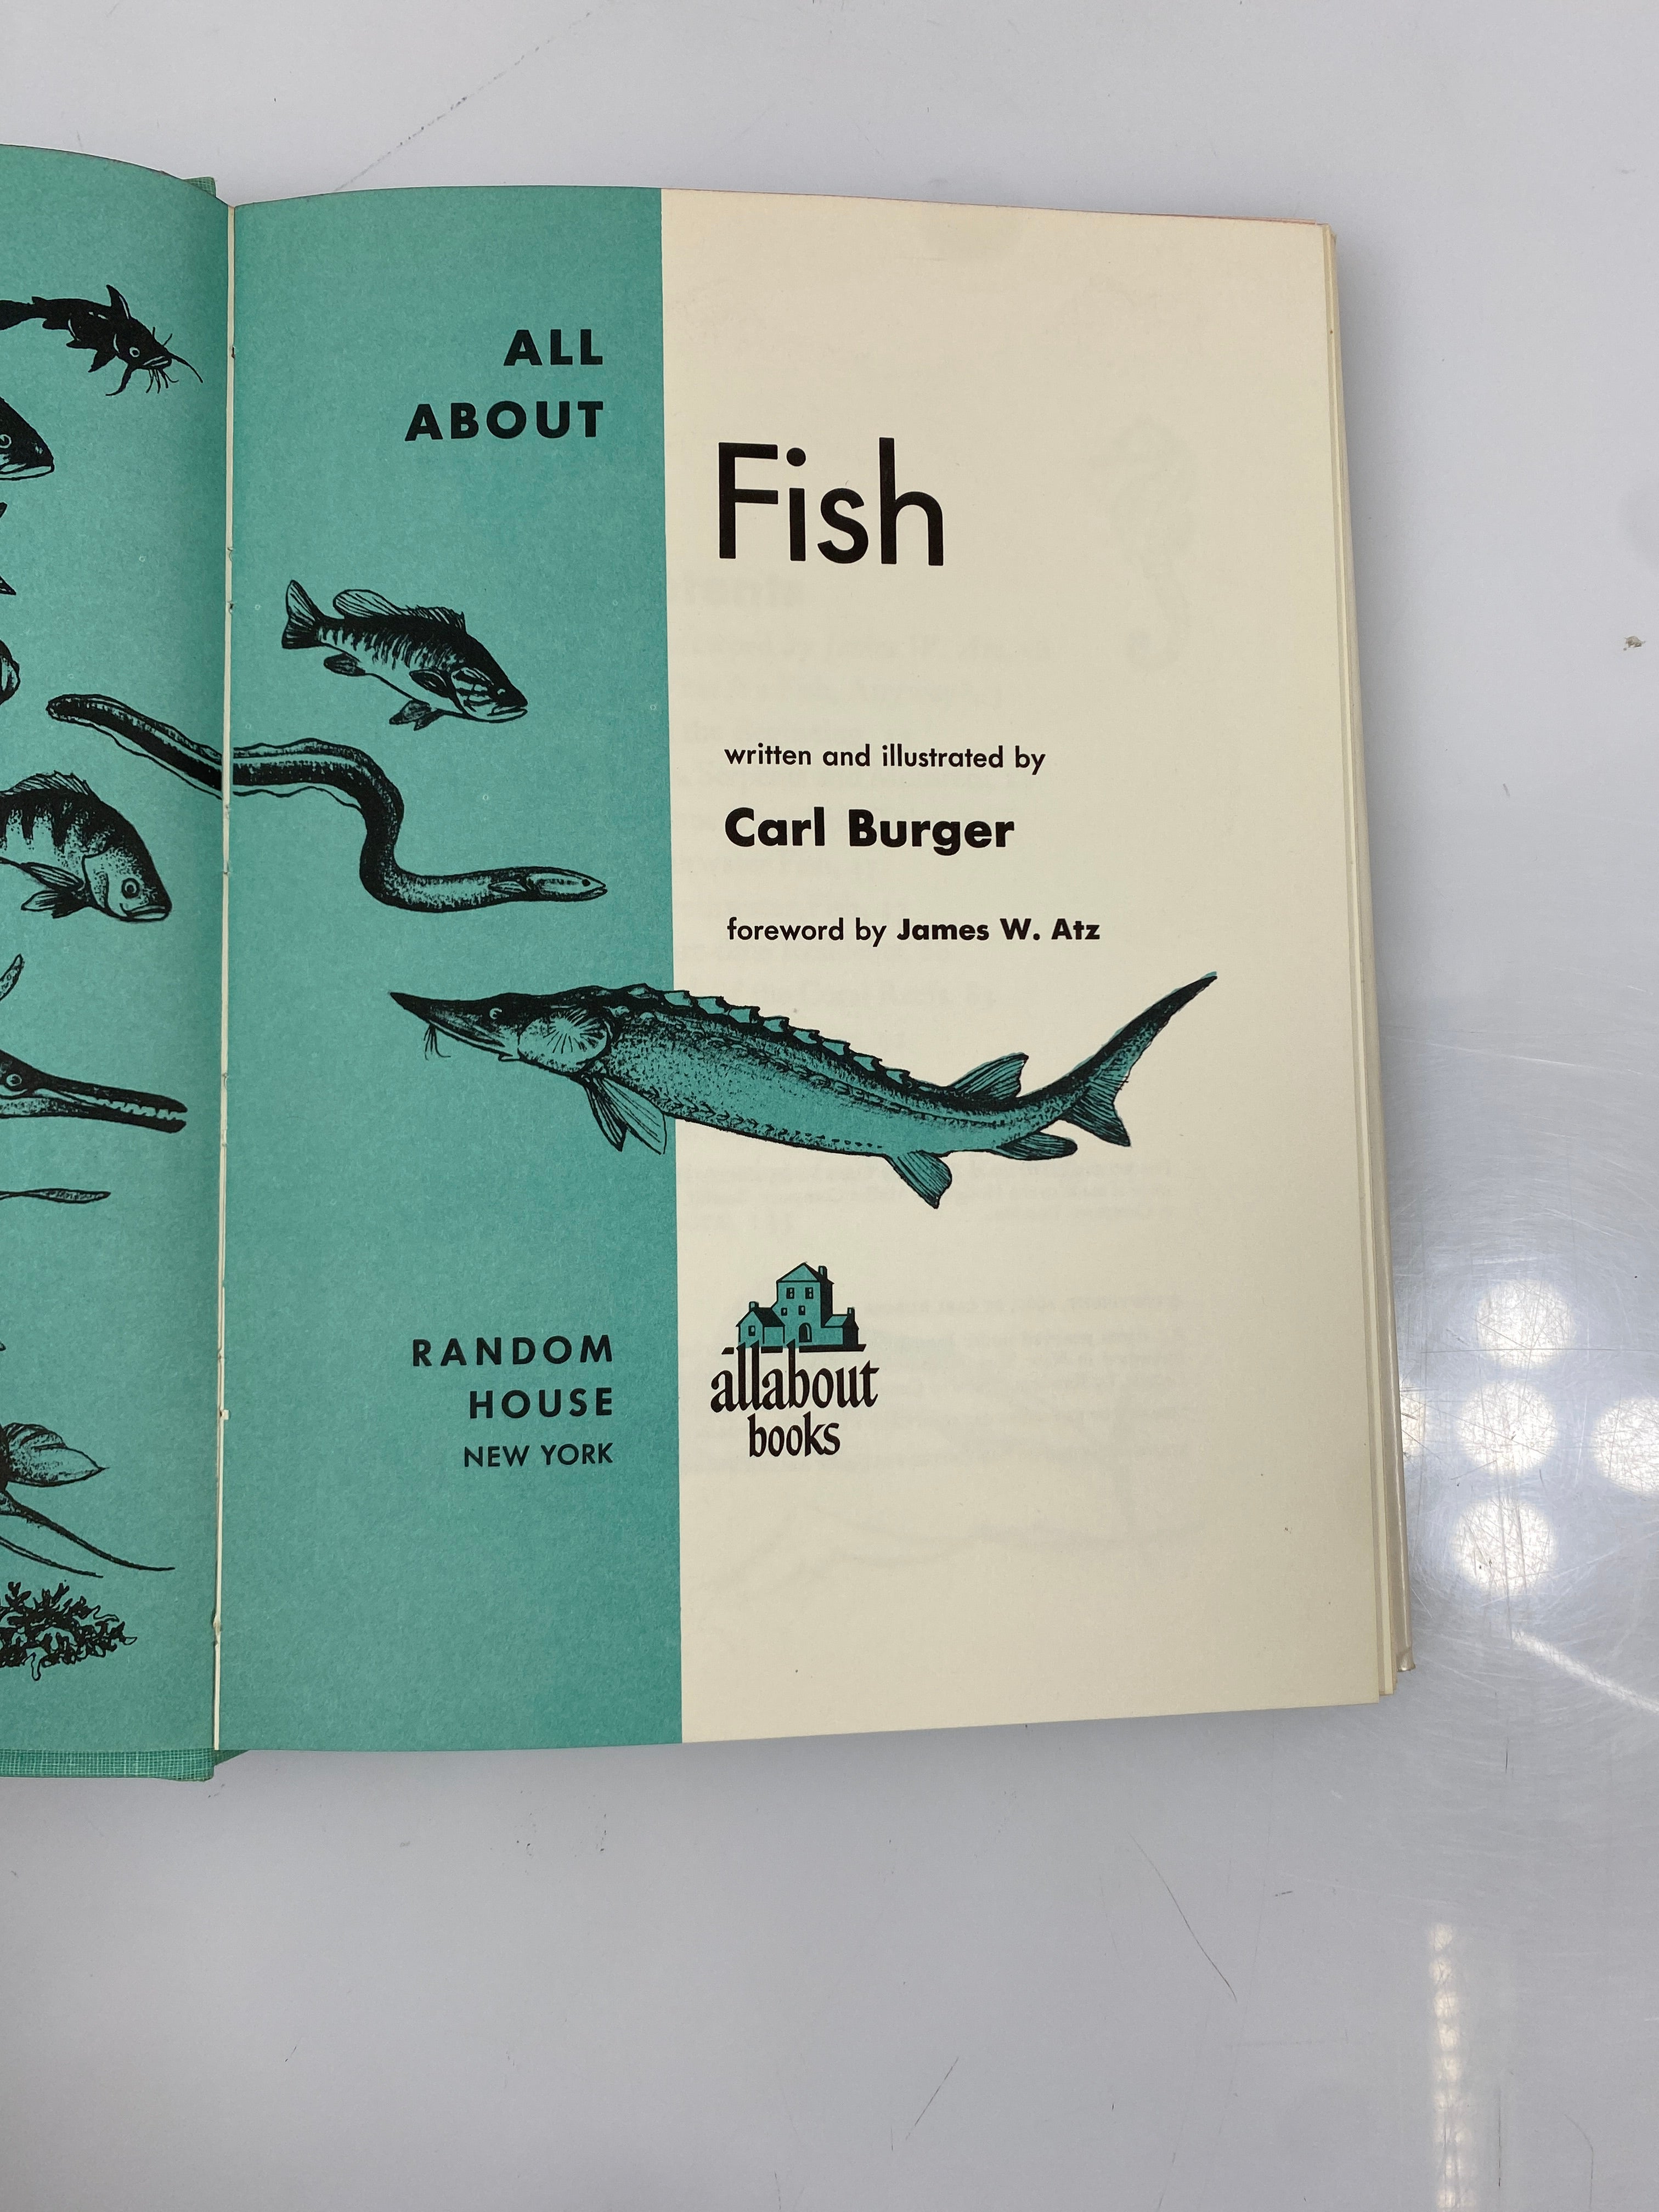 ALL
ABOUT
Fish
written and illustrated by
Carl Burger
foreword by James W. Atz
RANDOM
HOUSE
NEW YORK
allabout
books